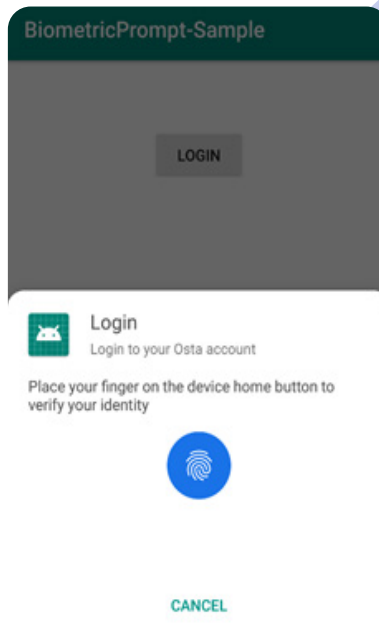 BiometricPrompt-Sample
LOGIN
Login
Login to your Osta account
Place your finger on the device home button to
verify your identity
CANCEL